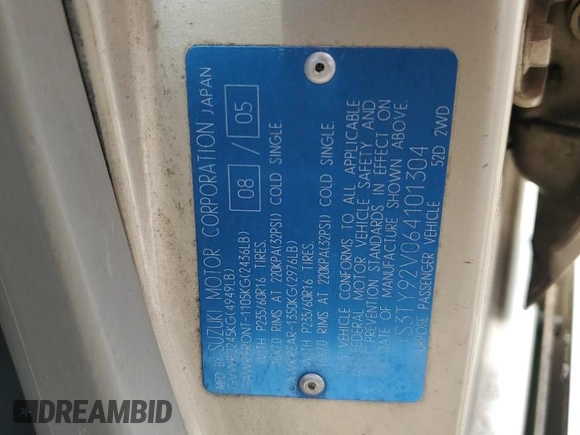 MFD BY SUZUKI MOTOR CORPORATION JAPAN
GVWR-2245KG(4949LB) 08 / 05
GAWR-FRONT-1105KG(2436LB)
WITH P235/60R16 TIRES.
RIMS AT 220KPA(32PSI) COLD SINGLE.
GAWR-REAR-1350KG(2976LB)
WITH P235/60R16 TIRES.
RIMS AT 220KPA(32PSI) COLD SINGLE.
THIS VEHICLE CONFORMS TO ALL APPLICABLE
FEDERAL MOTOR VEHICLE SAFETY AND
THEFT PREVENTION STANDARDS IN EFFECT ON
THE DATE OF MANUFACTURE SHOWN ABOVE.
JS3TY92V064101304
PURPOSE PASSENGER VEHICLE 52D 2WD
DREAMBID